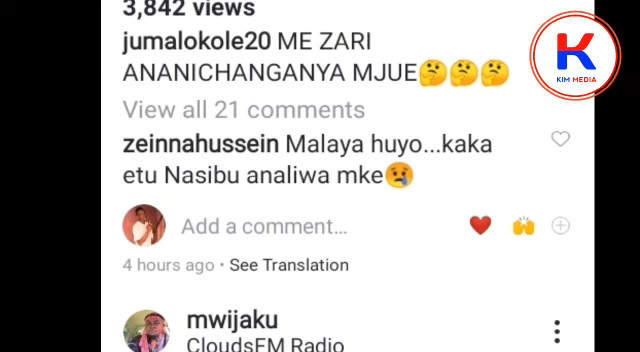 3,842 views
jumalokole20 ME ZARI
ANANICHANGANYA MJUE🤔🤔🤔
View all 21 comments
zeinnahussein Malaya huyo...kaka
etu Nasibu analiwa mke😢
Add a comment...
4 hours ago • See Translation
mwijaku
CloudsFM Radio
K
KIM MEDIA